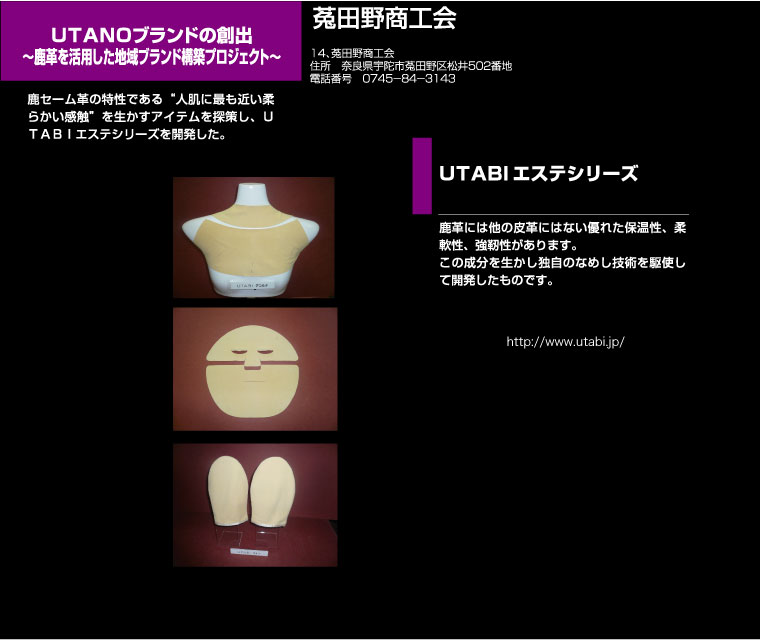 UTANOブランドの創出
～鹿革を活用した地域ブランド構築プロジェクト～
菟田野商工会
14、菟田野商工会
住所　奈良県宇陀市菟田野区松井502番地
電話番号　0745－84－3143
鹿セーム革の特性である“人肌に最も近い柔
らかい感触”を生かすアイテムを探策し、U
TABIエステシリーズを開発した。
UTABIエステシリーズ
鹿革には他の皮革にはない優れた保温性、柔
軟性、強靭性があります。
この成分を生かし独自のなめし技術を駆使し
て開発したものです。
http://www.utabi.jp/